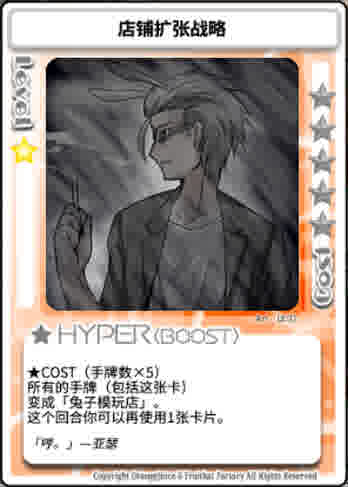 店铺扩张战略
Level
Cost
HYPER(BOOST)
★COST（手牌数×5）
所有的手牌（包括这张卡）
变成「兔子模玩店」。
这个回合你可以再使用1张卡片。
「哼。」—亚瑟
Copyright OrangeJuice & Fruitbat Factory All Rights Reserved